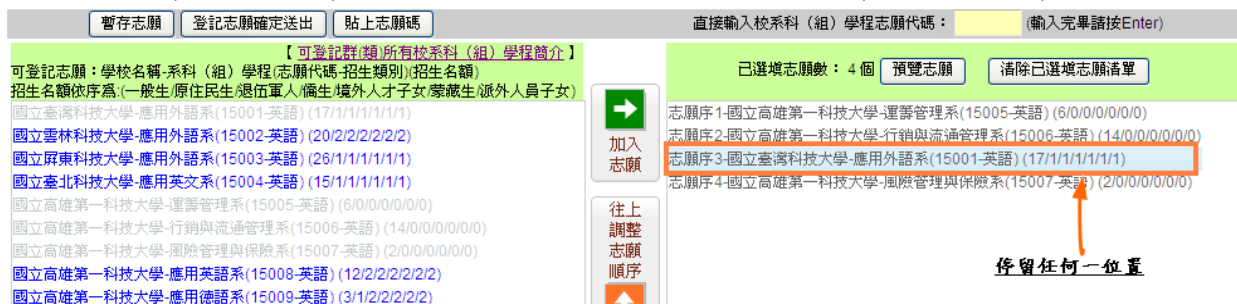 暫存志願 登記志願確定送出 貼上志願碼 直接輸入校系科（組）學程志願代碼： (輸入完畢請按Enter)
【 可登記群(類)所有校系科（組）學程簡介 】
可登記志願：學校名稱-系科（組）學程(志願代碼-招生類別)(招生名額)
招生名額依序為:(一般生/原住民生/退伍軍人/僑生/境外人才子女/蒙藏生/派外人員子女)
國立臺灣科技大學-應用外語系(15001-英語) (17/1/1/1/1/1/1)
國立雲林科技大學-應用外語系(15002-英語) (20/2/2/2/2/2/2)
國立屏東科技大學-應用外語系(15003-英語) (26/1/1/1/1/1/1)
國立臺北科技大學-應用英文系(15004-英語) (15/1/1/1/1/1/1)
國立高雄第一科技大學-運籌管理系(15005-英語) (6/0/0/0/0/0/0)
國立高雄第一科技大學-行銷與流通管理系(15006-英語) (14/0/0/0/0/0/0)
國立高雄第一科技大學-風險管理與保險系(15007-英語) (2/0/0/0/0/0/0)
國立高雄第一科技大學-應用英語系(15008-英語) (12/2/2/2/2/2/2)
國立高雄第一科技大學-應用德語系(15009-英語) (3/1/2/2/2/2/2)
加入
志願
往上
調整
志願
順序
已選填志願數： 4 個 預覽志願 清除已選填志願清單
志願序1-國立高雄第一科技大學-運籌管理系(15005-英語) (6/0/0/0/0/0/0)
志願序2-國立高雄第一科技大學-行銷與流通管理系(15006-英語) (14/0/0/0/0/0/0)
志願序3-國立臺灣科技大學-應用外語系(15001-英語) (17/1/1/1/1/1/1)
志願序4-國立高雄第一科技大學-風險管理與保險系(15007-英語) (2/0/0/0/0/0/0)
停留任何一位置